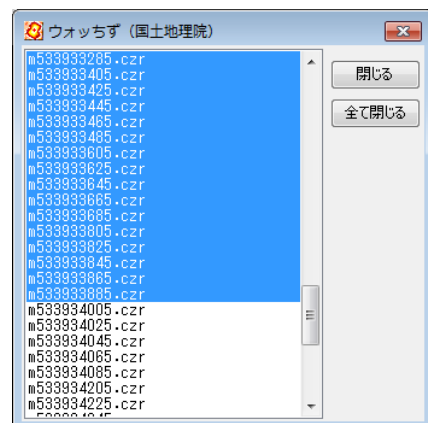 ウォッちず（国土地理院）
m533933285.czr
m533933405.czr
m533933425.czr
m533933445.czr
m533933465.czr
m533933485.czr
m533933605.czr
m533933625.czr
m533933645.czr
m533933665.czr
m533933685.czr
m533933805.czr
m533933825.czr
m533933845.czr
m533933865.czr
m533933885.czr
m533934005.czr
m533934025.czr
m533934045.czr
m533934065.czr
m533934085.czr
m533934205.czr
m533934225.czr
閉じる
全て閉じる